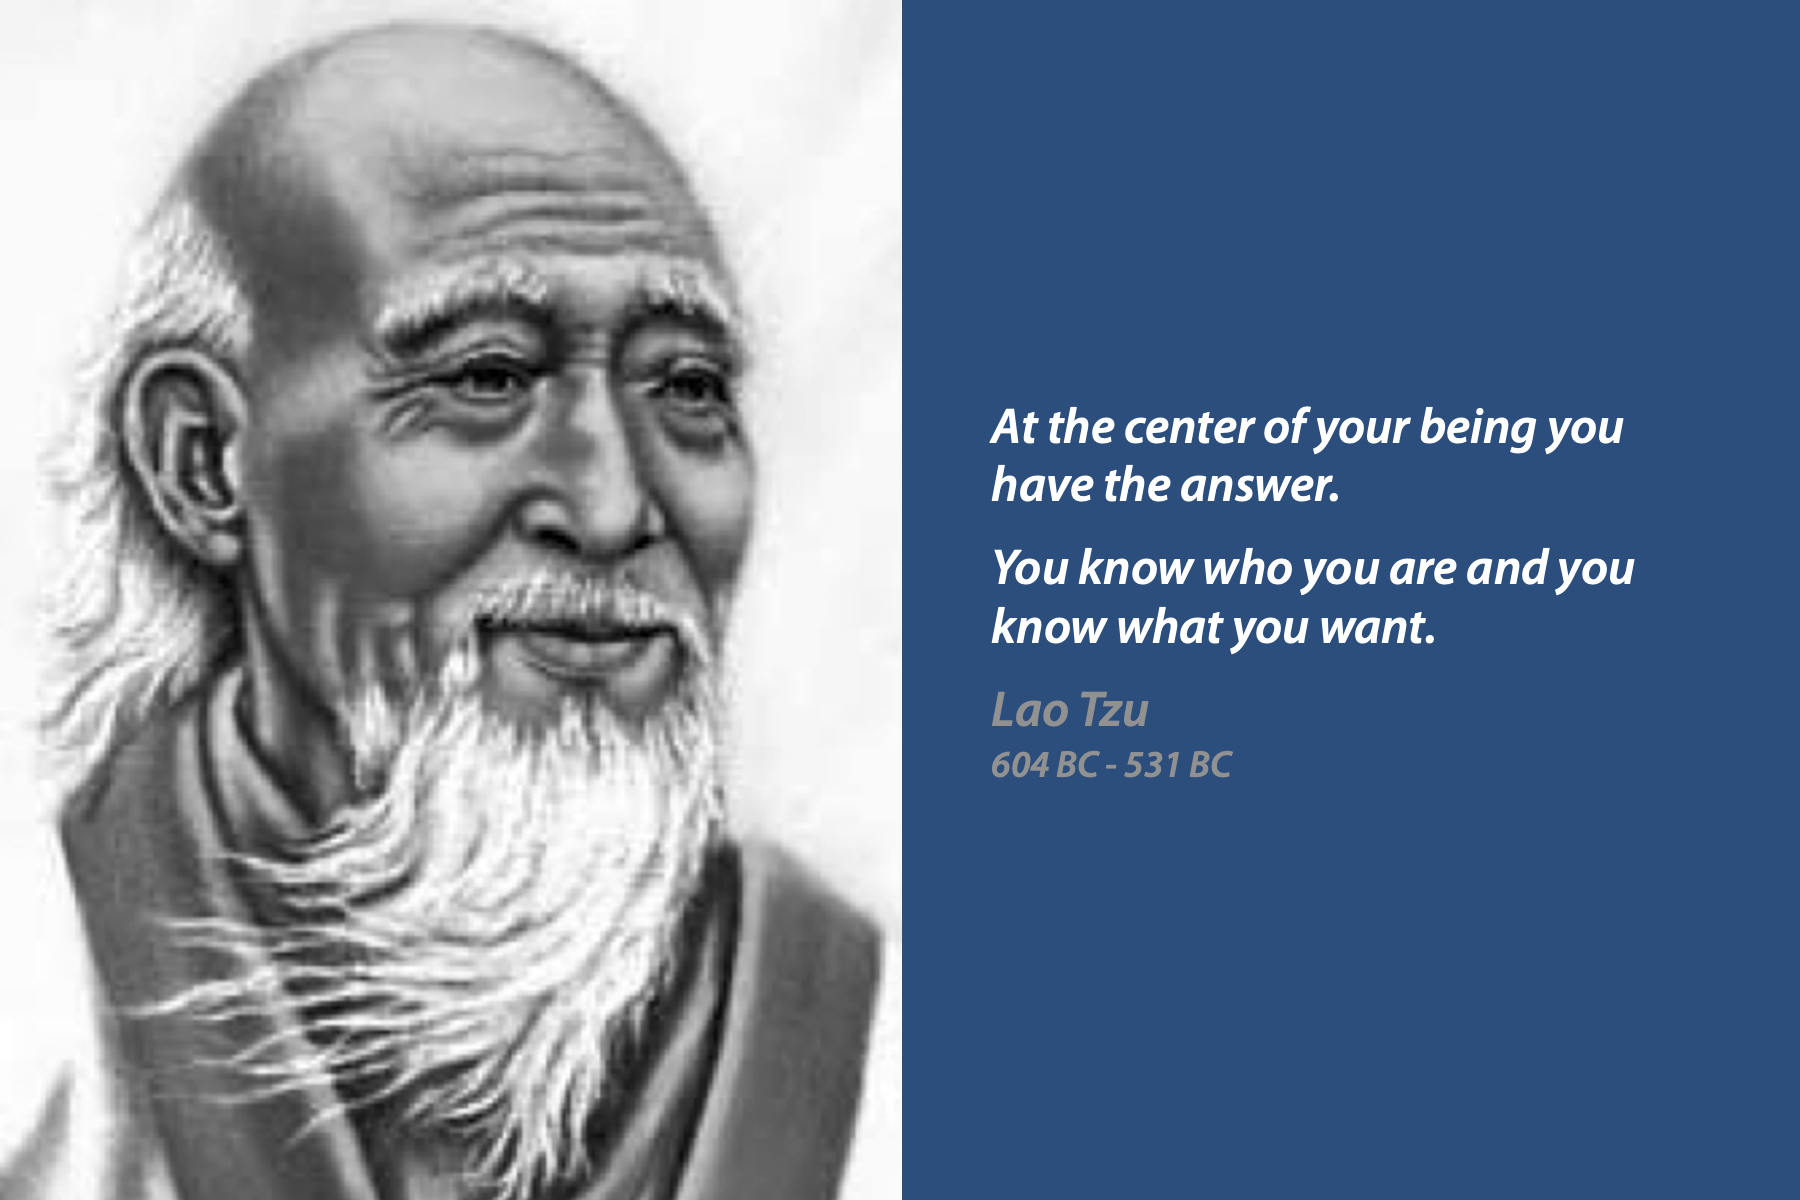 At the center of your being you
have the answer.
You know who you are and you
know what you want.
Lao Tzu
604 BC - 531 BC